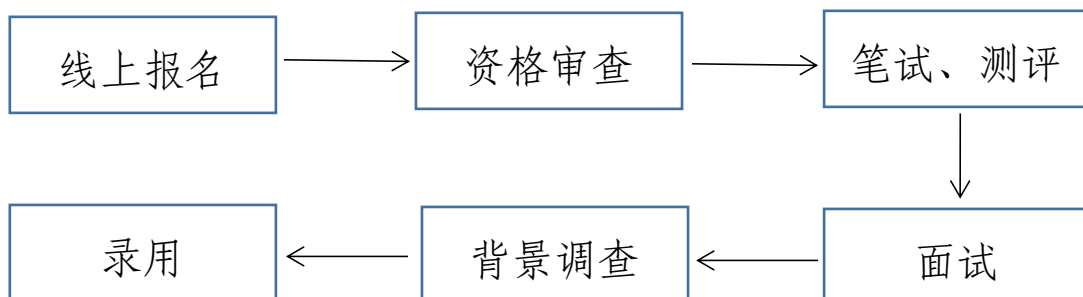 线上报名
资格审查
笔试、测评
面试
背景调查
录用